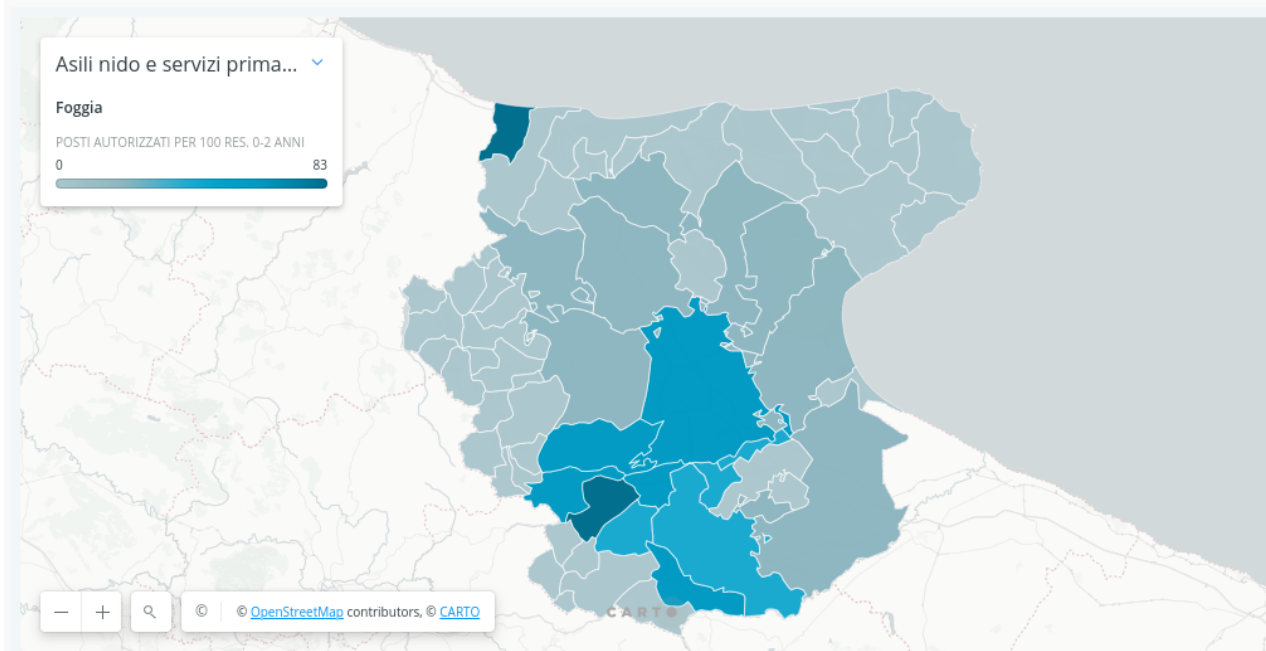 Asili nido e servizi prima...
Foggia
POSTI AUTORIZZATI PER 100 RES. 0-2 ANNI
0 83
© © OpenStreetMap contributors, © CARTO
CARTO